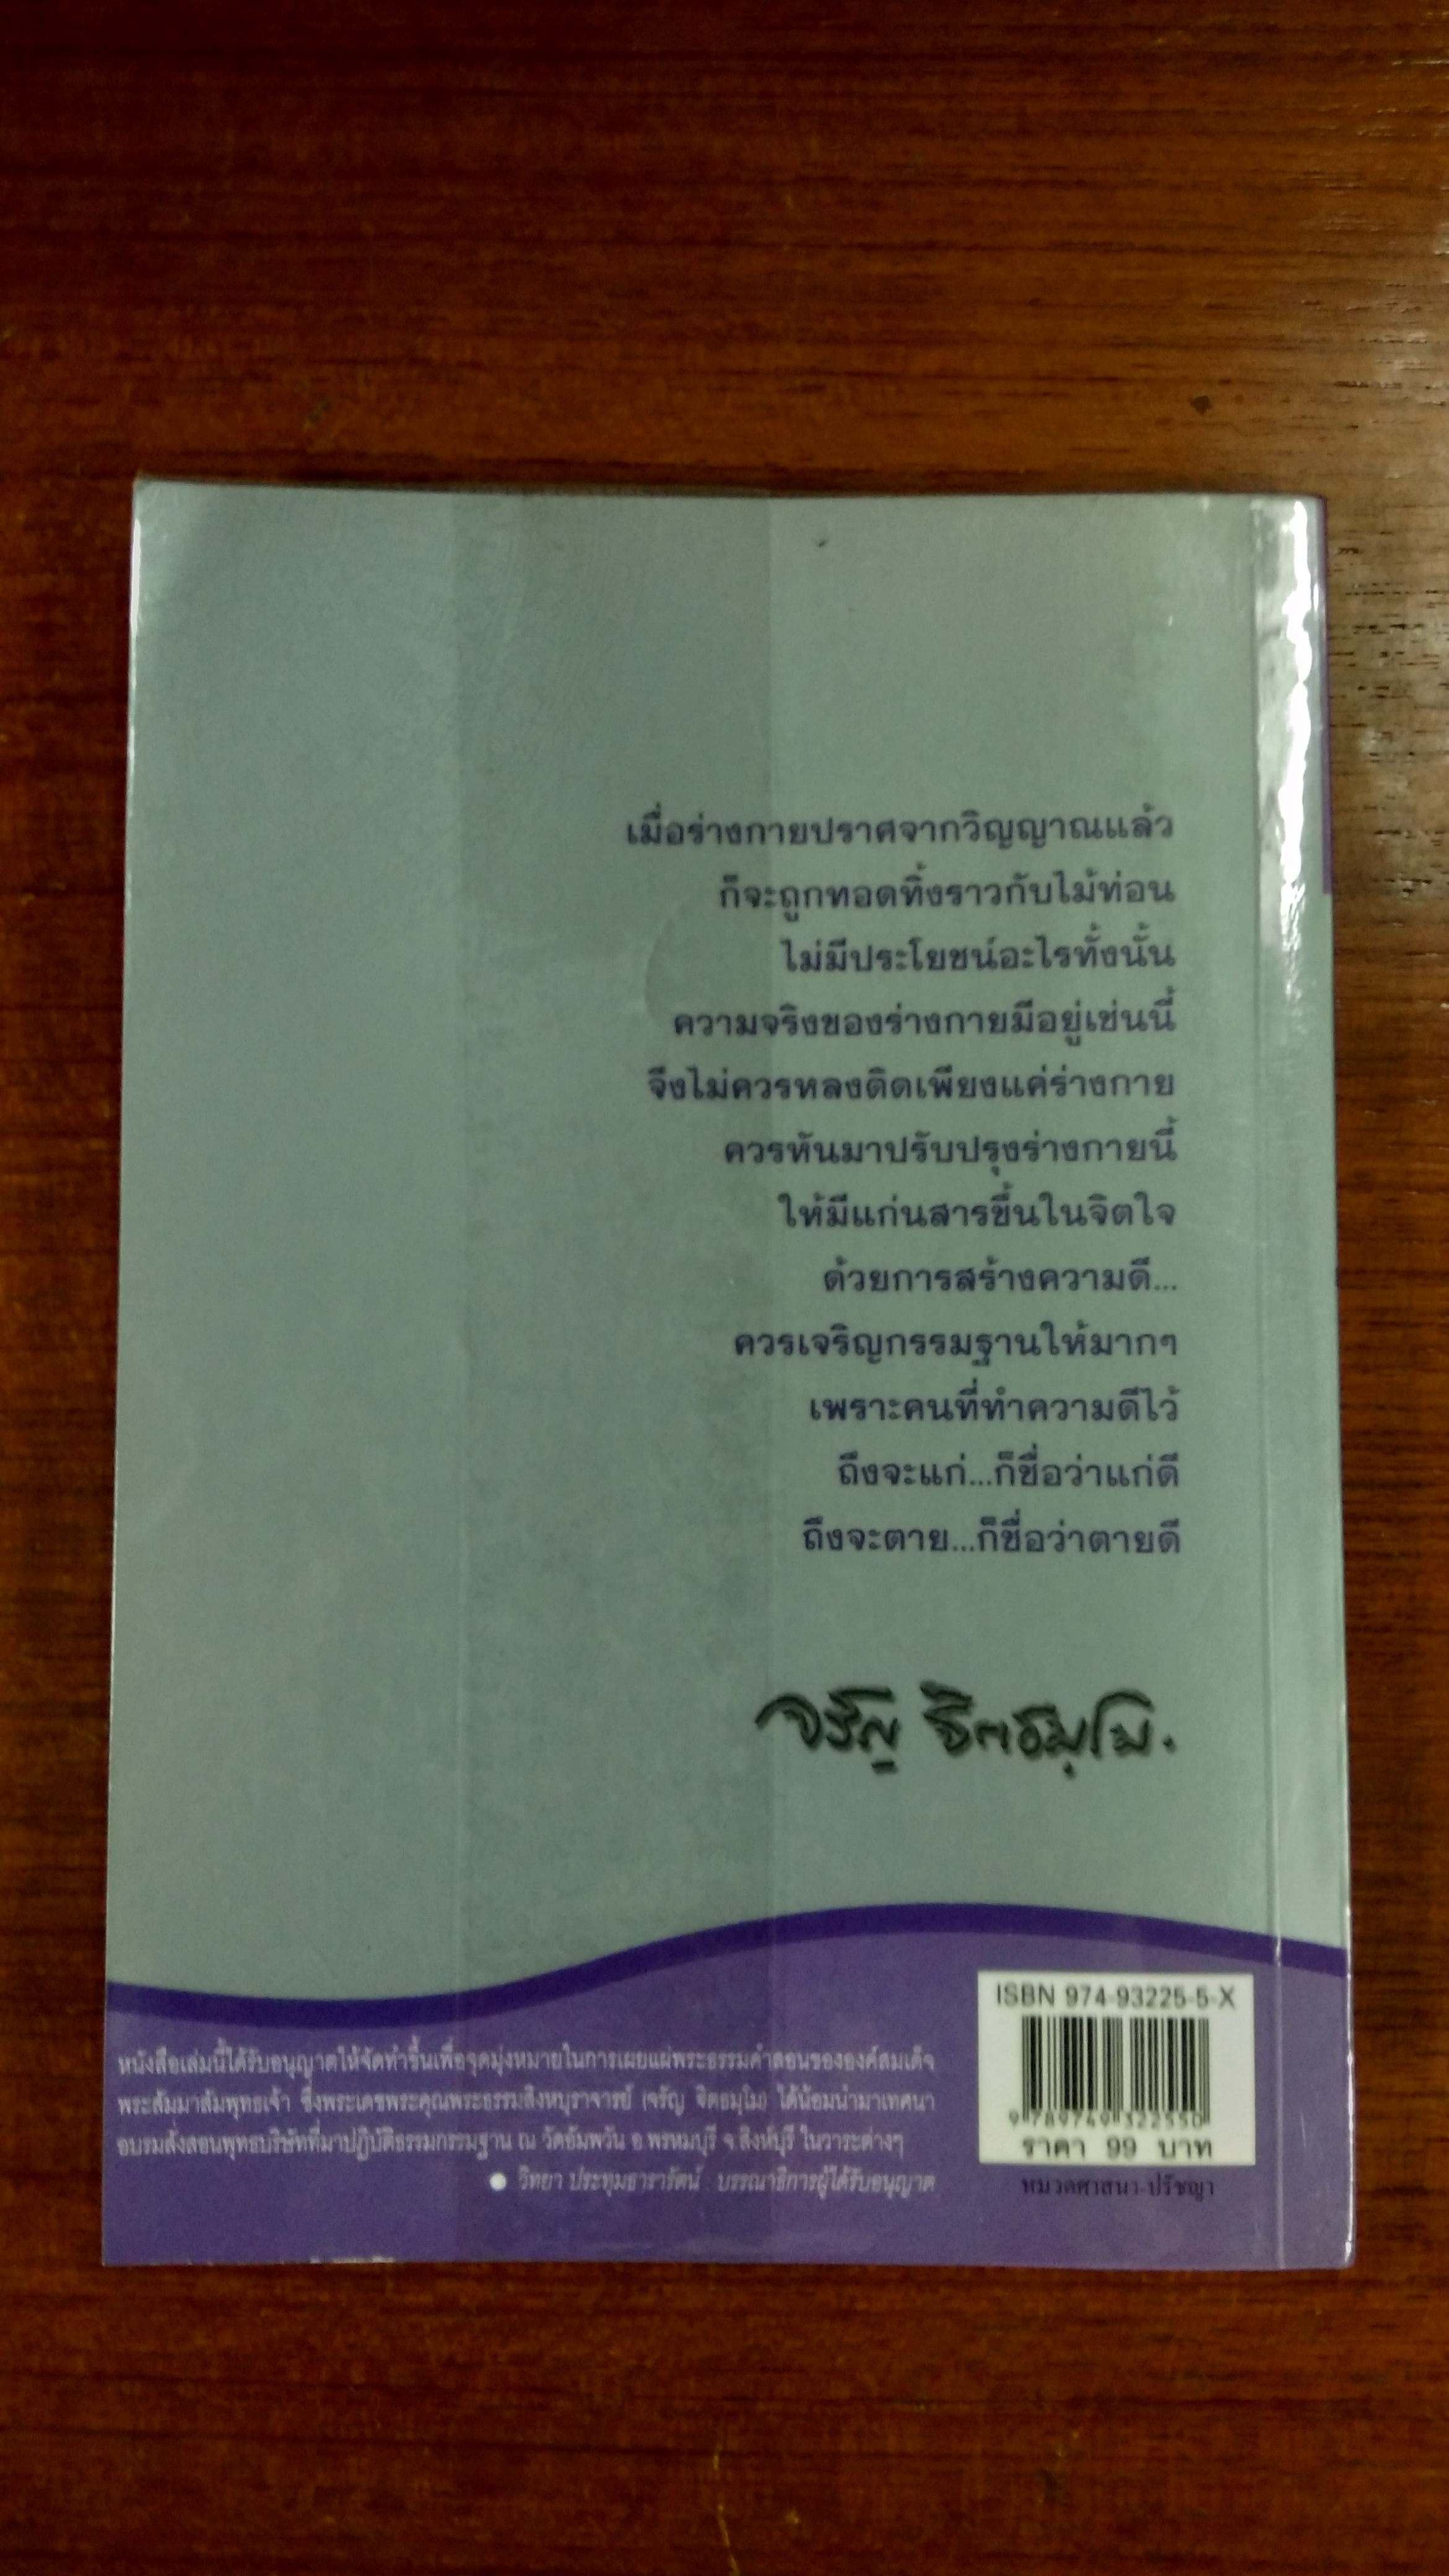 เมื่อร่างกายปราศจากวิญญาณแล้ว
ก็จะถูกทอดทิ้งราวกับไม้ท่อน
ไม่มีประโยชน์อะไรทั้งนั้น
ความจริงของร่างกายมีอยู่เช่นนี้
จึงไม่ควรหลงติดเพียงแค่ร่างกาย
ควรหันมาปรับปรุงร่างกายนี้
ให้มีแก่นสารขึ้นในจิตใจ
ด้วยการสร้างความดี...
ควรเจริญกรรมฐานให้มากๆ
เพราะคนที่ทำความดีไว้
ถึงจะแก่...ก็ชื่อว่าแก่ดี
ถึงจะตาย...ก็ชื่อว่าตายดี
จรัญ ฐิตธมฺโม.
หนังสือเล่มนี้ได้รับอนุญาตให้จัดทำขึ้นเพื่อจุดมุ่งหมายในการเผยแผ่พระธรรมคำสอนขององค์สมเด็จ
พระสัมมาสัมพุทธเจ้า ซึ่งพระเดชพระคุณพระธรรมสิงหบุราจารย์ (จรัญ ฐิตธมฺโม) ได้น้อมนำมาเทศนา
อบรมสั่งสอนพุทธบริษัทที่มาปฏิบัติธรรมกรรมฐาน ณ วัดอัมพวัน อ.พรหมบุรี จ.สิงห์บุรี ในวาระต่างๆ
● วิทยา ประทุมธารารัตน์ : บรรณาธิการผู้ได้รับอนุญาต
ISBN 974-93225-5-X
9 789749 322550
ราคา 99 บาท
หมวดศาสนา-ปรัชญา